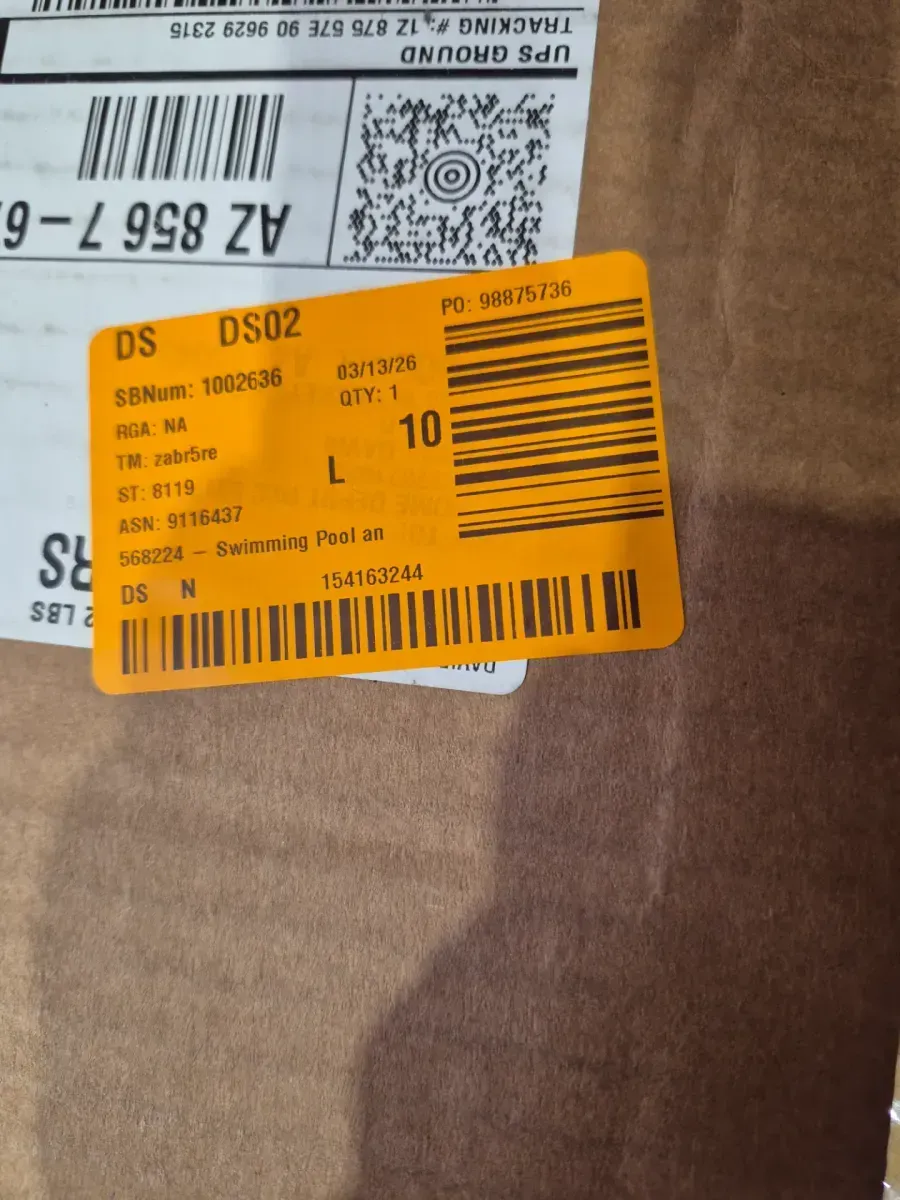 TRACKING #: 1Z 875 57E 90 9629 2315
UPS GROUND
AZ 856 7-6
DS DS02
PO: 98875736
SBNum: 1002636
03/13/26
RGA: NA
QTY: 1
TM: zabr5re
10
ST: 8119
L
ASN: 9116437
568224 - Swimming Pool an
DS N
154163244
RS
LBS